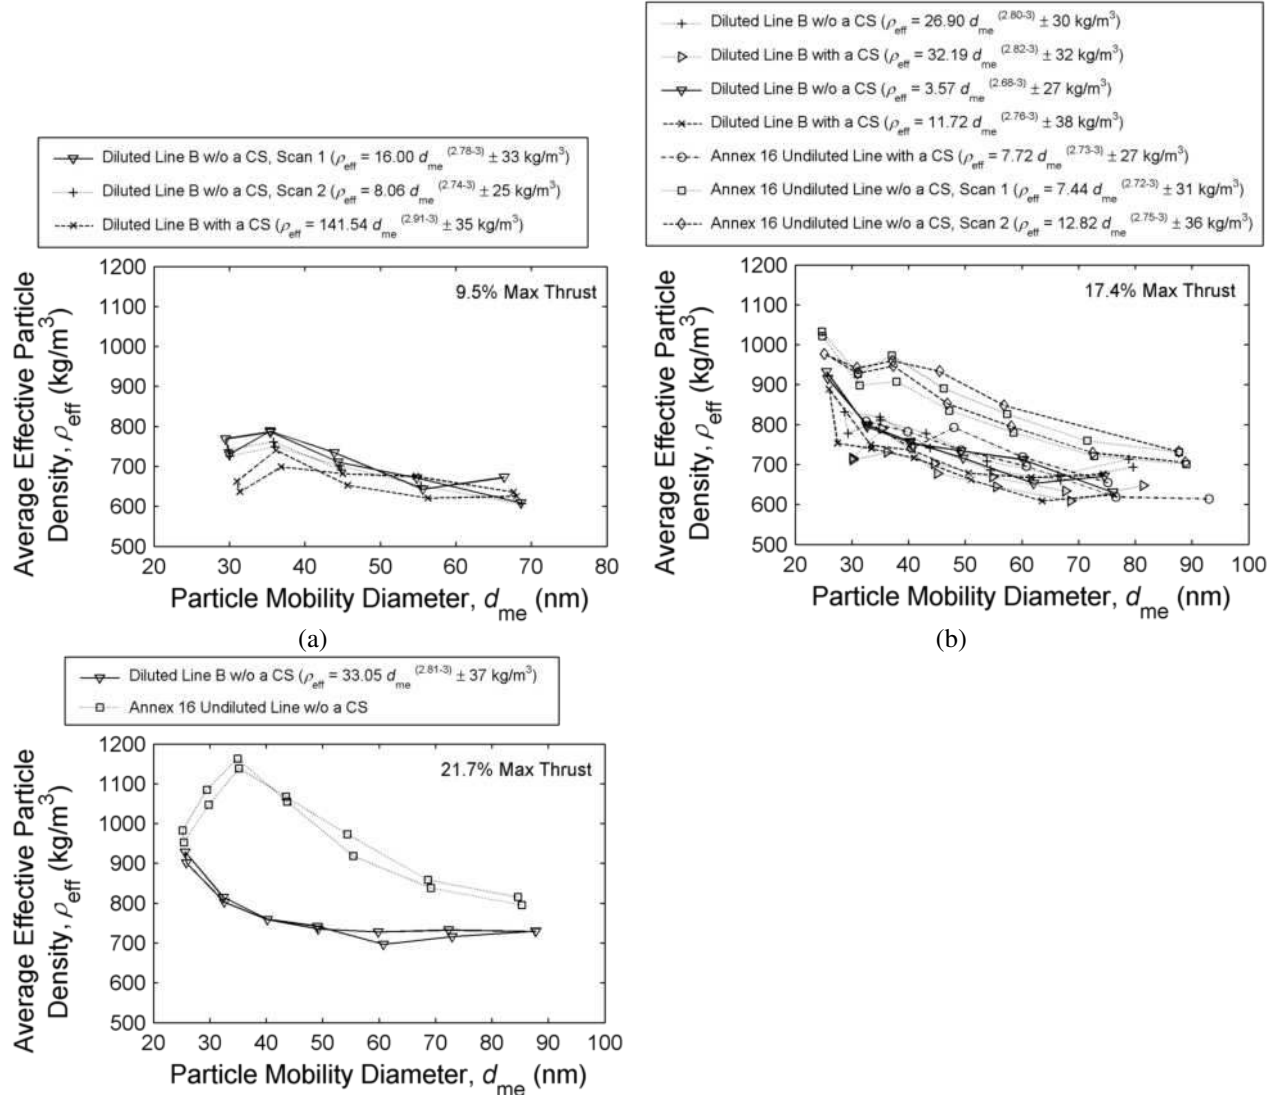 Diluted Line B w/o a CS, Scan 1 (ρeff = 16.00 dme (2.78-3) ± 33 kg/m3)
Diluted Line B w/o a CS, Scan 2 (ρeff = 8.06 dme (2.74-3) ± 25 kg/m3)
Diluted Line B with a CS (ρeff = 141.54 dme (2.91-3) ± 35 kg/m3)
Average Effective Particle
Density, ρeff (kg/m3)
1200
1100
1000
900
800
700
600
500
9.5% Max Thrust
20 30 40 50 60 70 80
Particle Mobility Diameter, dme (nm)
(a)
Diluted Line B w/o a CS (ρeff = 26.90 dme (2.80-3) ± 30 kg/m3)
Diluted Line B with a CS (ρeff = 32.19 dme (2.82-3) ± 32 kg/m3)
Diluted Line B w/o a CS (ρeff = 3.57 dme (2.68-3) ± 27 kg/m3)
Diluted Line B with a CS (ρeff = 11.72 dme (2.76-3) ± 38 kg/m3)
Annex 16 Undiluted Line with a CS (ρeff = 7.72 dme (2.73-3) ± 27 kg/m3)
Annex 16 Undiluted Line w/o a CS, Scan 1 (ρeff = 7.44 dme (2.72-3) ± 31 kg/m3)
Annex 16 Undiluted Line w/o a CS, Scan 2 (ρeff = 12.82 dme (2.75-3) ± 36 kg/m3)
Average Effective Particle
Density, ρeff (kg/m3)
1200
1100
1000
900
800
700
600
500
17.4% Max Thrust
20 30 40 50 60 70 80 90 100
Particle Mobility Diameter, dme (nm)
(b)
Diluted Line B w/o a CS (ρeff = 33.05 dme (2.81-3) ± 37 kg/m3)
Annex 16 Undiluted Line w/o a CS
Average Effective Particle
Density, ρeff (kg/m3)
1200
1100
1000
900
800
700
600
500
21.7% Max Thrust
20 30 40 50 60 70 80 90 100
Particle Mobility Diameter, dme (nm)